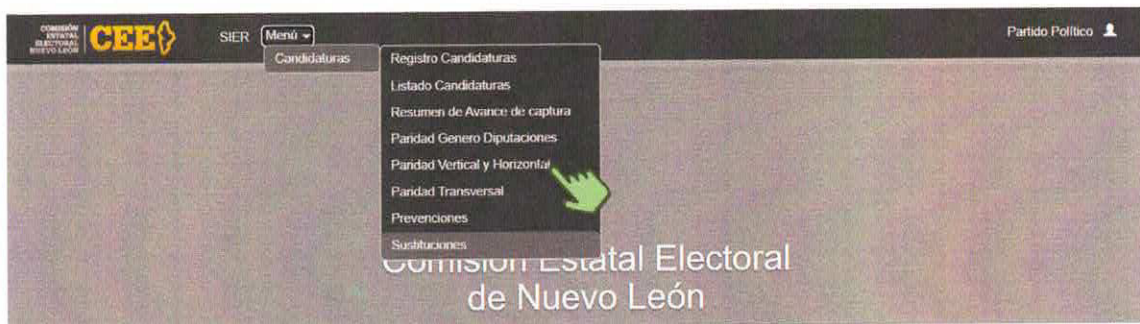 COMISIÓN
ESTATAL
ELECTORAL
NUEVO LEÓN
CEE
SIER Menú
Partido Político
Candidaturas
Registro Candidaturas
Listado Candidaturas
Resumen de Avance de captura
Paridad Genero Diputaciones
Paridad Vertical y Horizontal
Paridad Transversal
Prevenciones
Sustituciones
Comisión Estatal Electoral
de Nuevo León